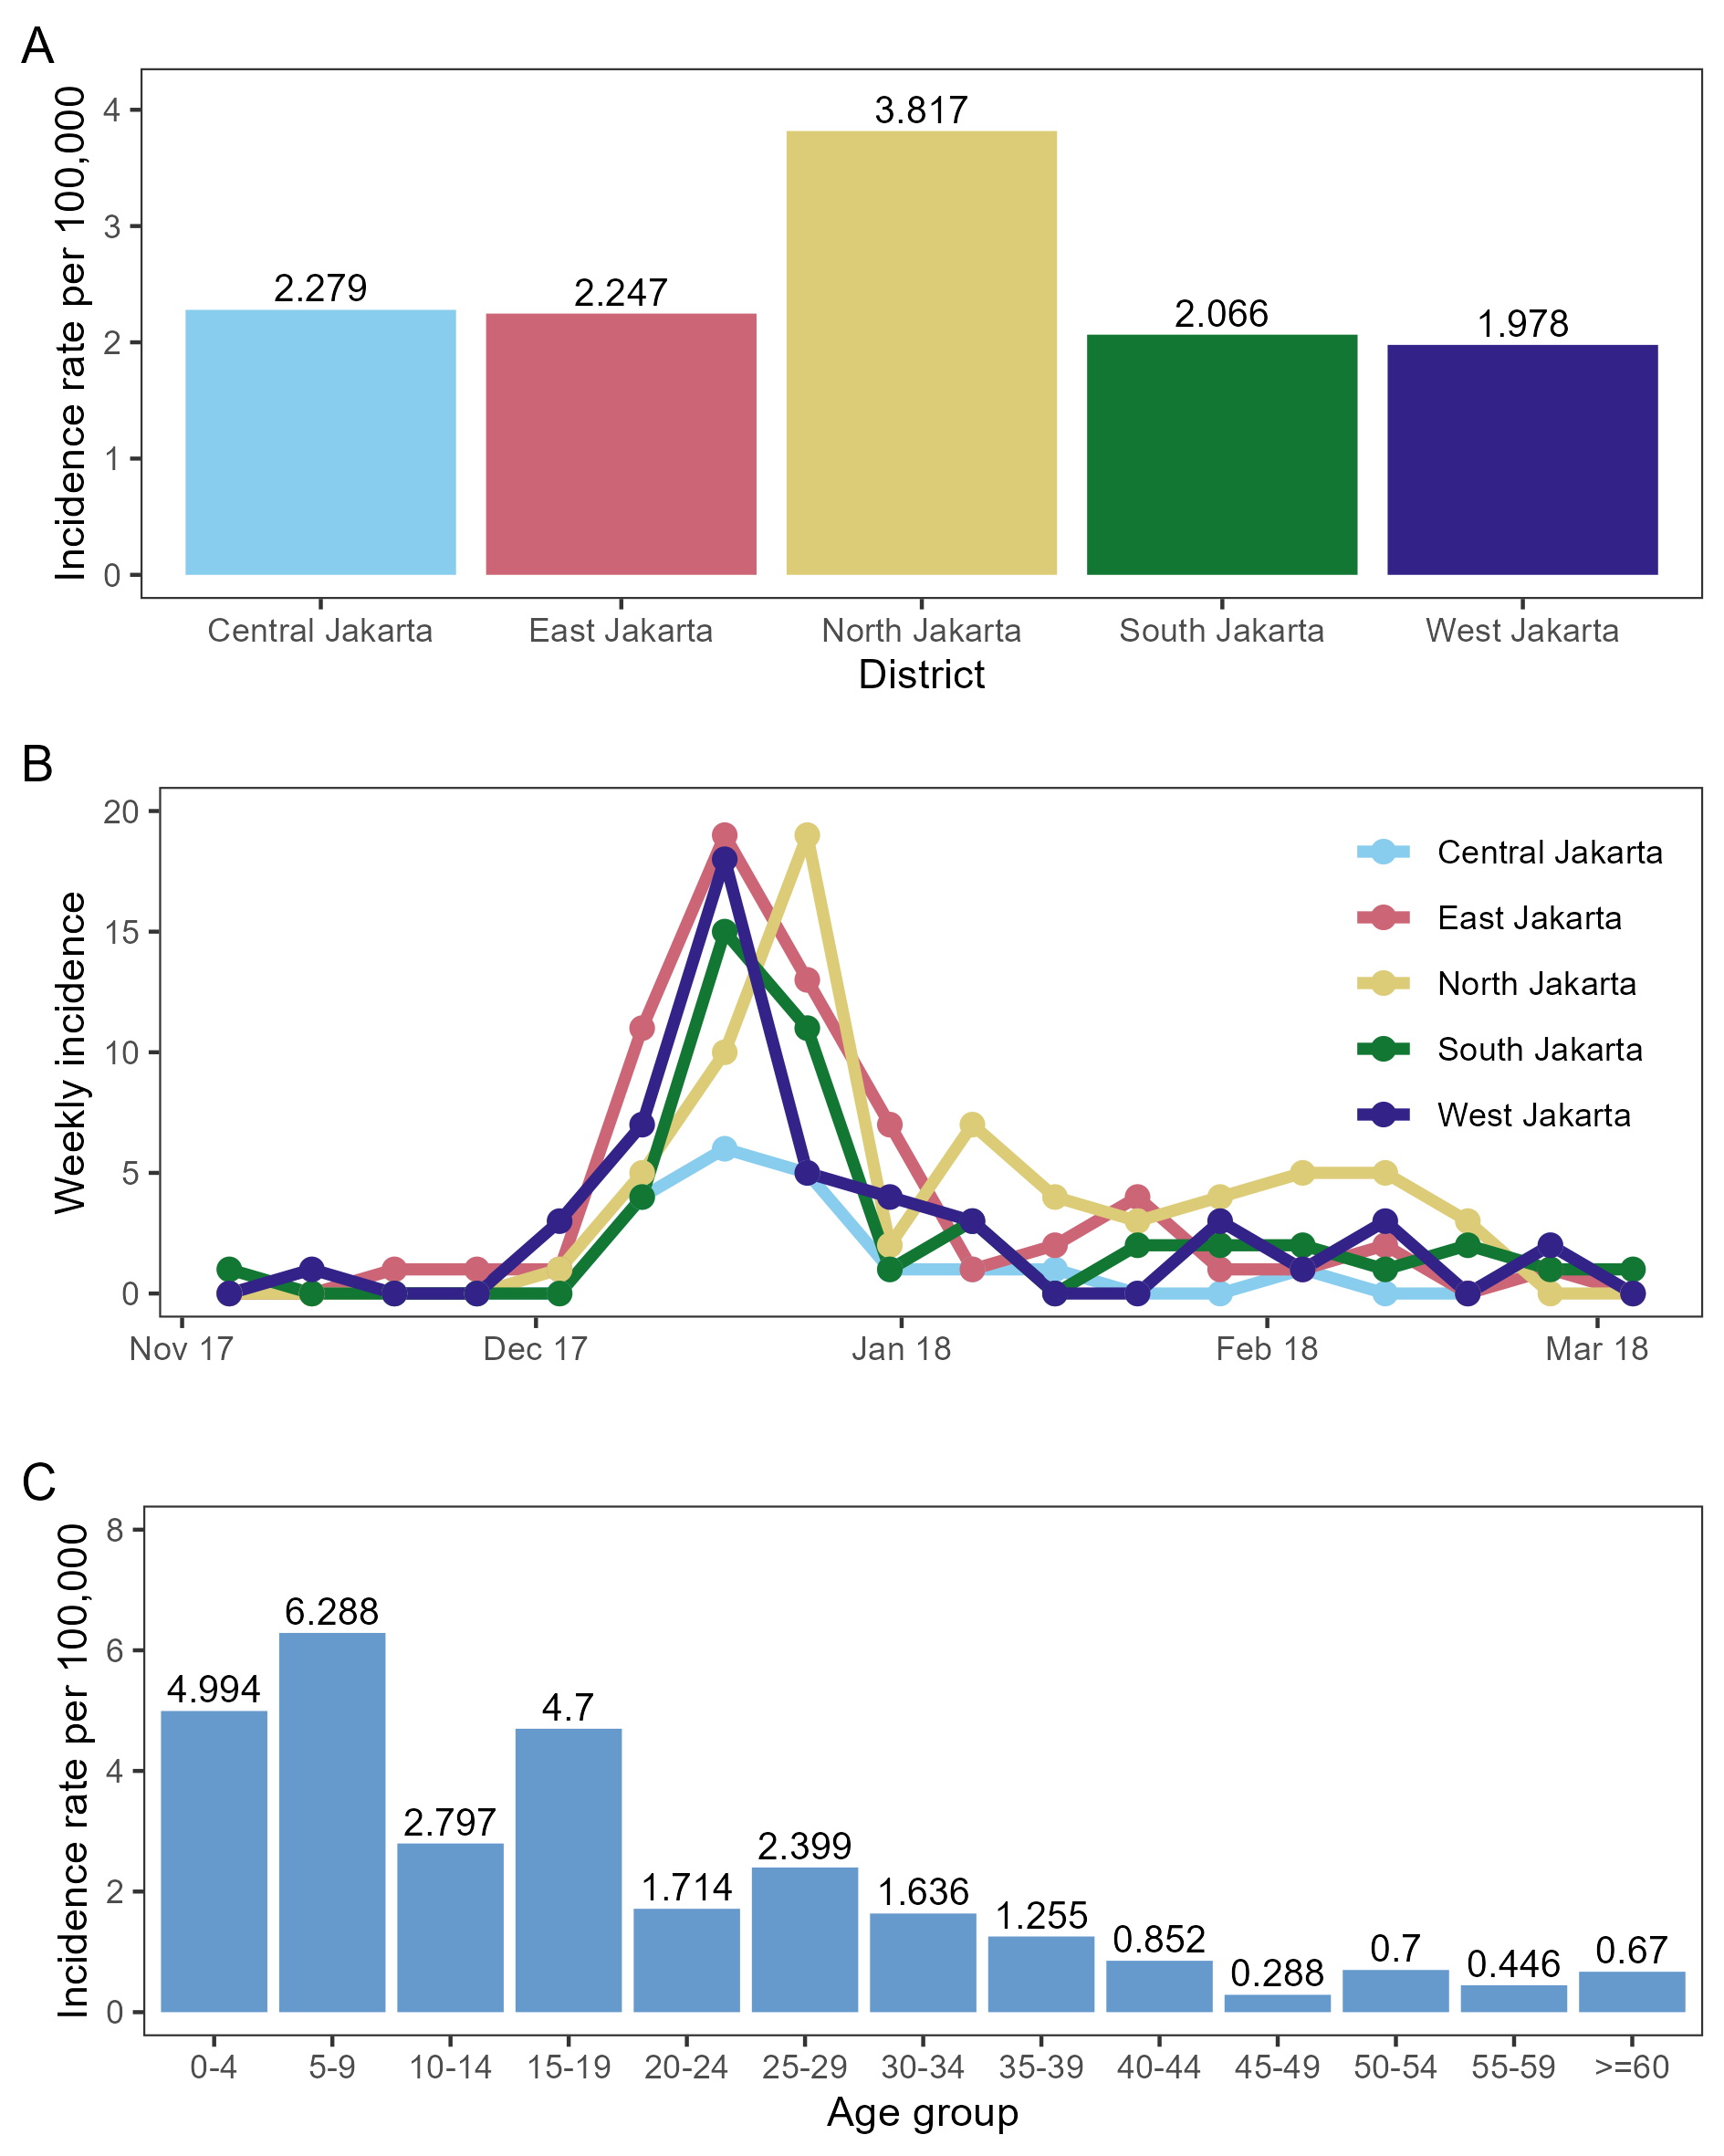 A
Incidence rate per 100,000
4
3
2
1
0
2.279
2.247
3.817
2.066
1.978
Central Jakarta
East Jakarta
North Jakarta
South Jakarta
West Jakarta
District
B
Weekly incidence
20
15
10
5
0
Central Jakarta
East Jakarta
North Jakarta
South Jakarta
West Jakarta
Nov 17
Dec 17
Jan 18
Feb 18
Mar 18
C
Incidence rate per 100,000
8
6
4
2
0
4.994
6.288
2.797
4.7
1.714
2.399
1.636
1.255
0.852
0.288
0.7
0.446
0.67
0-4
5-9
10-14
15-19
20-24
25-29
30-34
35-39
40-44
45-49
50-54
55-59
>=60
Age group